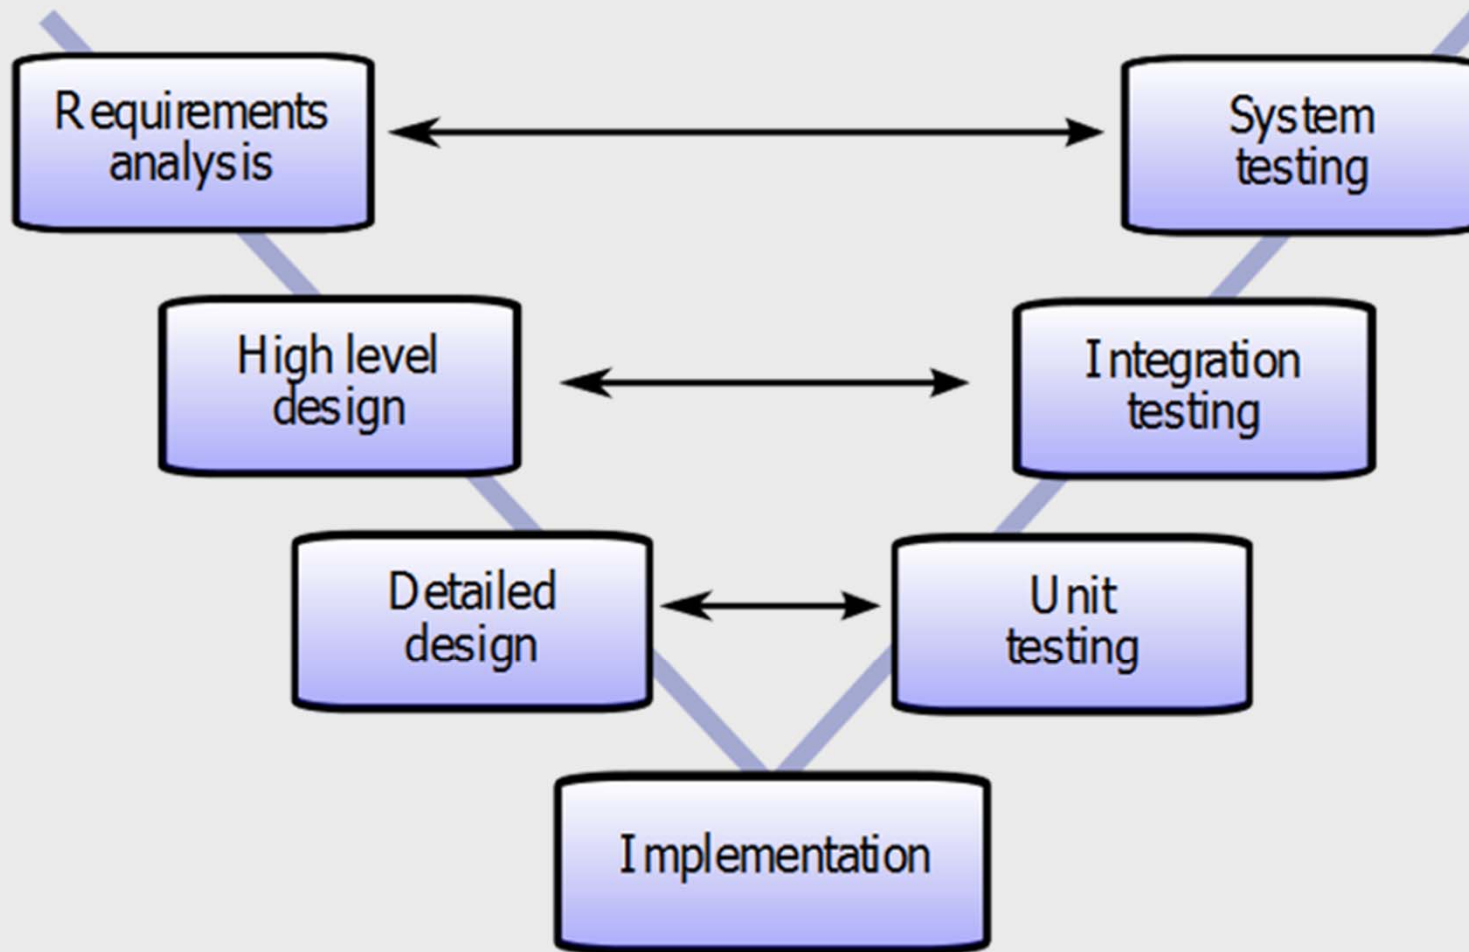 Requirements
analysis
System
testing
High level
design
Integration
testing
Detailed
design
Unit
testing
Implementation